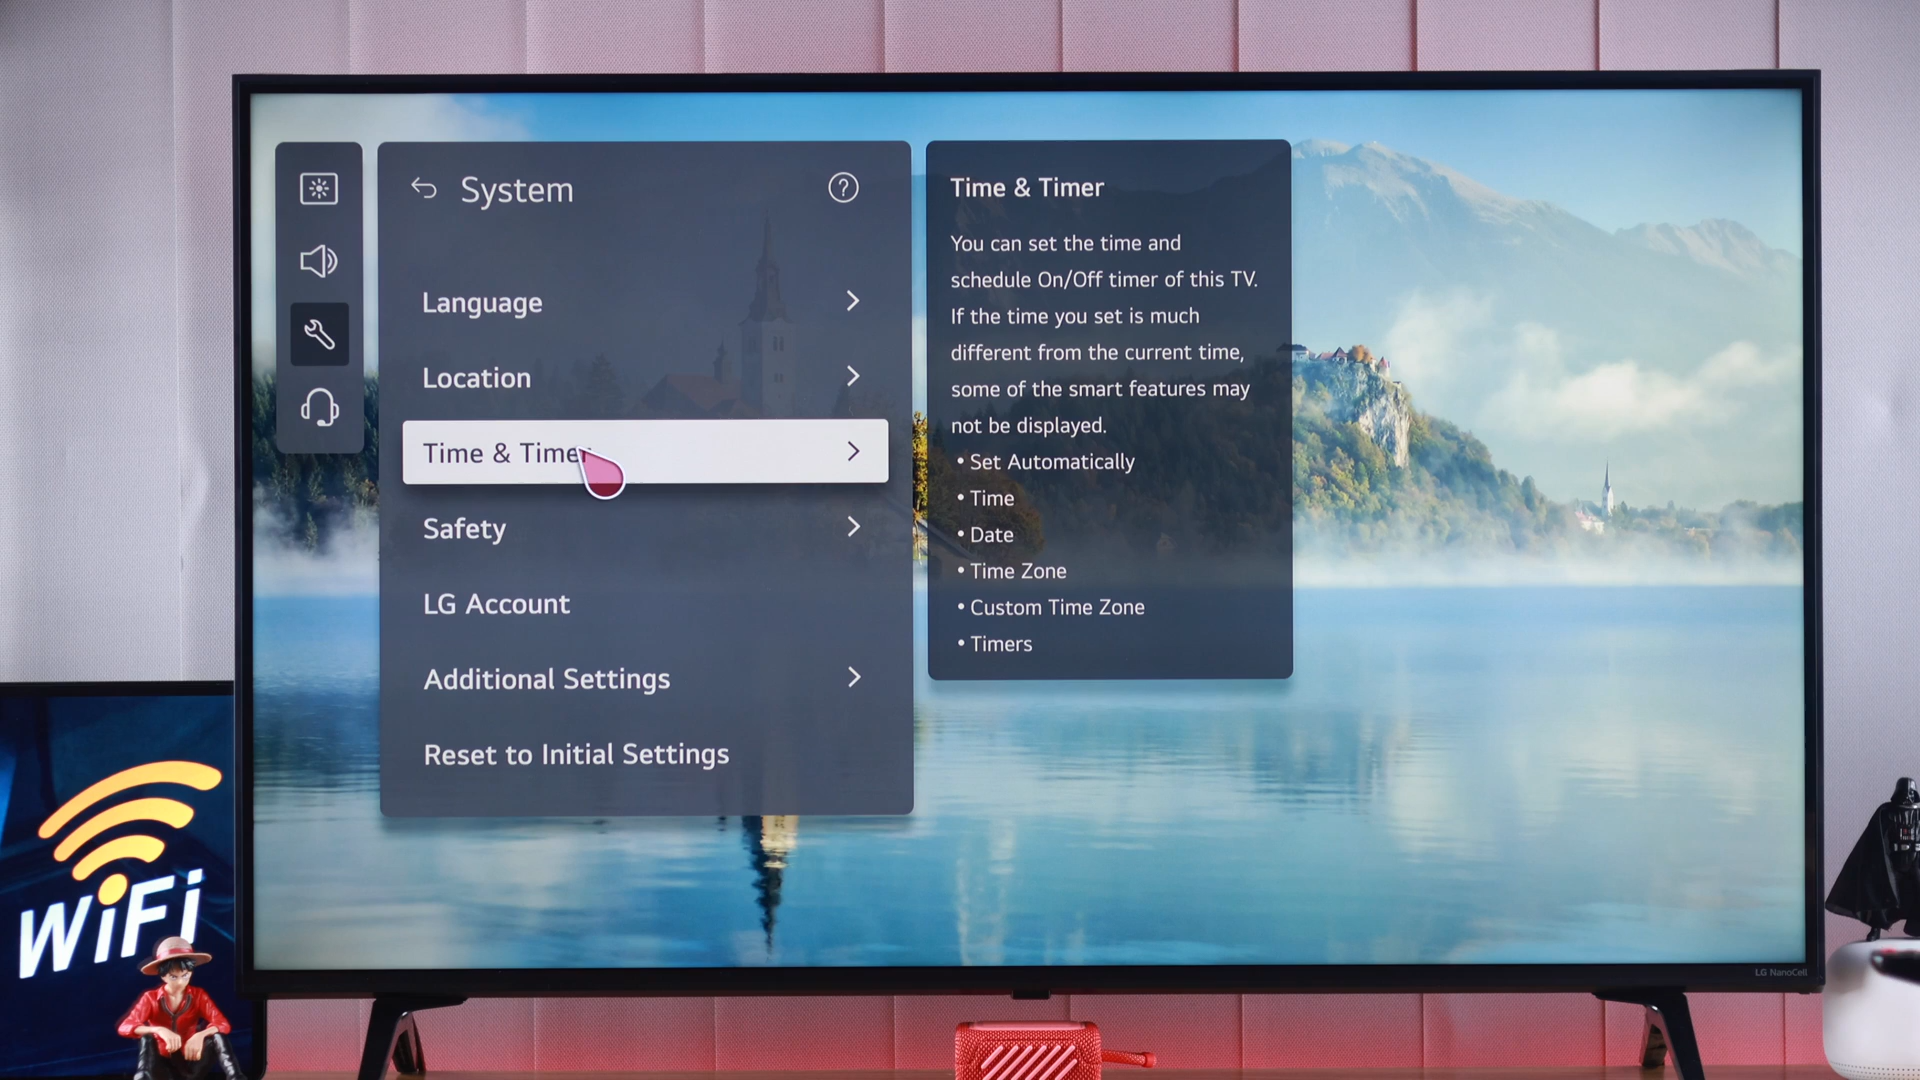 System
?
Language
Location
Time & Timer
Safety
LG Account
Additional Settings
Reset to Initial Settings
Time & Timer
You can set the time and
schedule On/Off timer of this TV.
If the time you set is much
different from the current time,
some of the smart features may
not be displayed.
• Set Automatically
• Time
• Date
• Time Zone
• Custom Time Zone
• Timers
WiFi
LG NanoCell